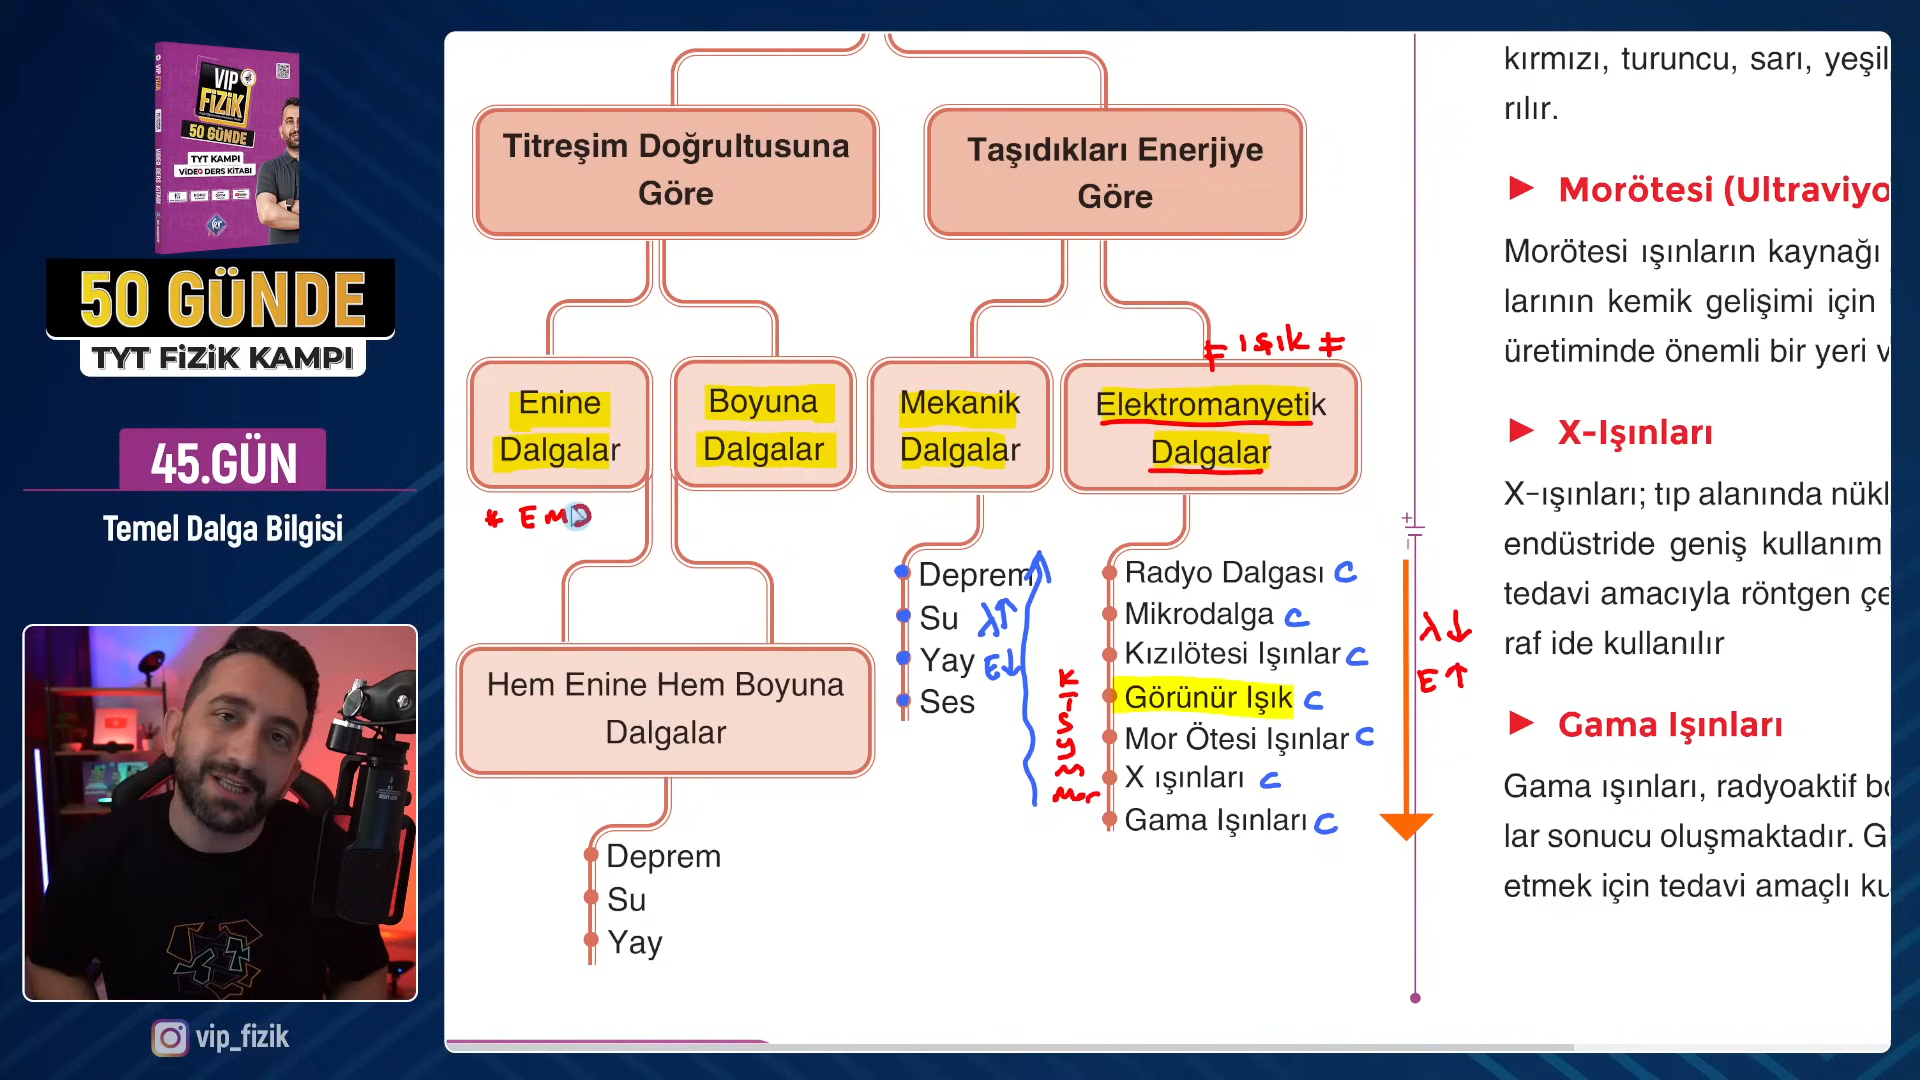 VIP
FİZİK
50 GÜNDE
TYT KAMPI
VİDEO DERS KİTABI
50 GÜNDE
TYT FİZİK KAMPI
45.GÜN
Temel Dalga Bilgisi
vip_fizik
Titreşim Doğrultusuna
Göre
Taşıdıkları Enerjiye
Göre
≠ ışık ≠
Enine
Dalgalar
Boyuna
Dalgalar
Mekanik
Dalgalar
Elektromanyetik
Dalgalar
* EMD
Hem Enine Hem Boyuna
Dalgalar
Deprem
Su
Yay
Deprem
Su λ↑
Yay E↓
Ses
Radyo Dalgası c
Mikrodalga c
Kızılötesi Işınlar c
Görünür Işık c
Mor Ötesi Işınlar c
X ışınları c
Gama Işınları c
K
T
S
Y
M
Mor
λ↓
E↑
kırmızı, turuncu, sarı, yeşil
rılır.
Morötesi (Ultraviyo
Morötesi ışınların kaynağı
larının kemik gelişimi için
üretiminde önemli bir yeri v
X-Işınları
X-ışınları; tıp alanında nükl
endüstride geniş kullanım
tedavi amacıyla röntgen çe
raf ide kullanılır
Gama Işınları
Gama ışınları, radyoaktif bo
lar sonucu oluşmaktadır. G
etmek için tedavi amaçlı ku